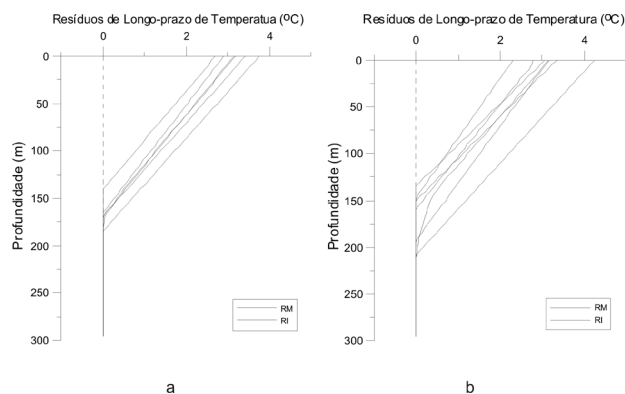 Resíduos de Longo-prazo de Temperatua (ºC)
0 2 4
0
50
100
150
200
250
300
Profundidade (m)
RM
RI
a
Resíduos de Longo-prazo de Temperatura (ºC)
0 2 4
0
50
100
150
200
250
300
Profundidade (m)
RM
RI
b